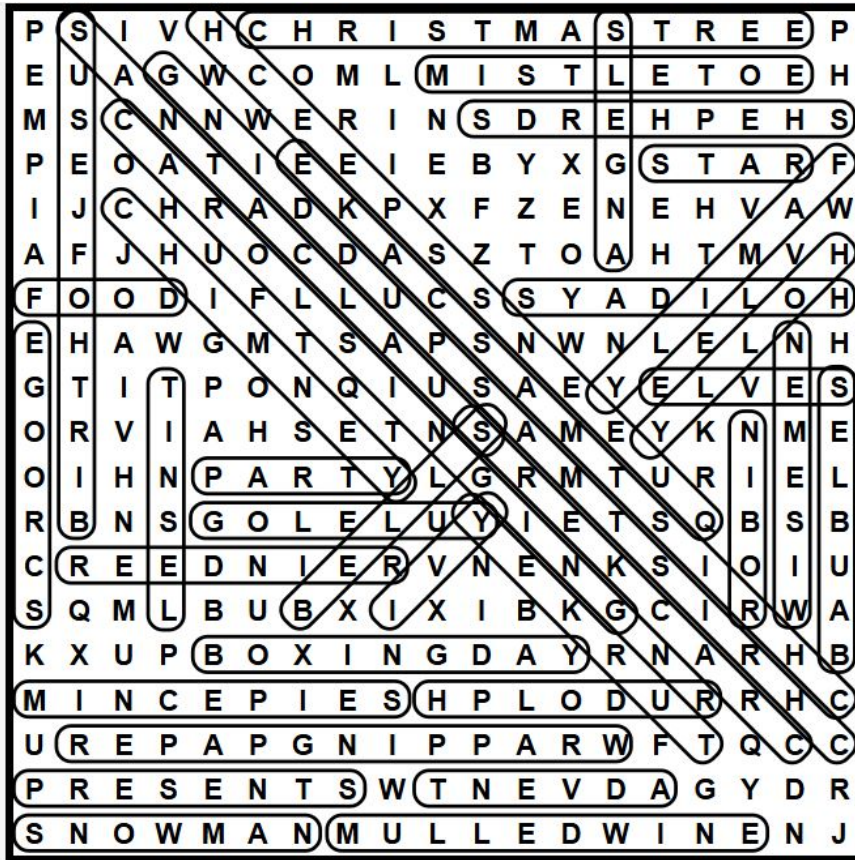 P S I V H C H R I S T M A S T R E E P
E U A G W C O M L M I S T L E T O E H
M S C N N W E R I N S D R E H P E H S
P E O A T I E E I E B Y X G S T A R F
I J C H R A D K P X F Z E N E H V A W
A F J H U O C D A S Z T O A H T M V H
F O O D I F L L U C S S Y A D I L O H
E H A W G M T S A P S N W N L E L N H
G T I T P O N Q I U S A E Y E L V E S
O R V I A H S E T N S A M E Y K N M E
O I H N P A R T Y L G R M T U R I E L
R B N S G O L E L U Y I E T S Q B S B
C R E E D N I E R V N E N K S I O I U
S Q M L B U B X I X I B K G C I R W A
K X U P B O X I N G D A Y R N A R H B
M I N C E P I E S H P L O D U R R H C
U R E P A P G N I P P A R W F T Q C C
P R E S E N T S W T N E V D A G Y D R
S N O W M A N M U L L E D W I N E N J